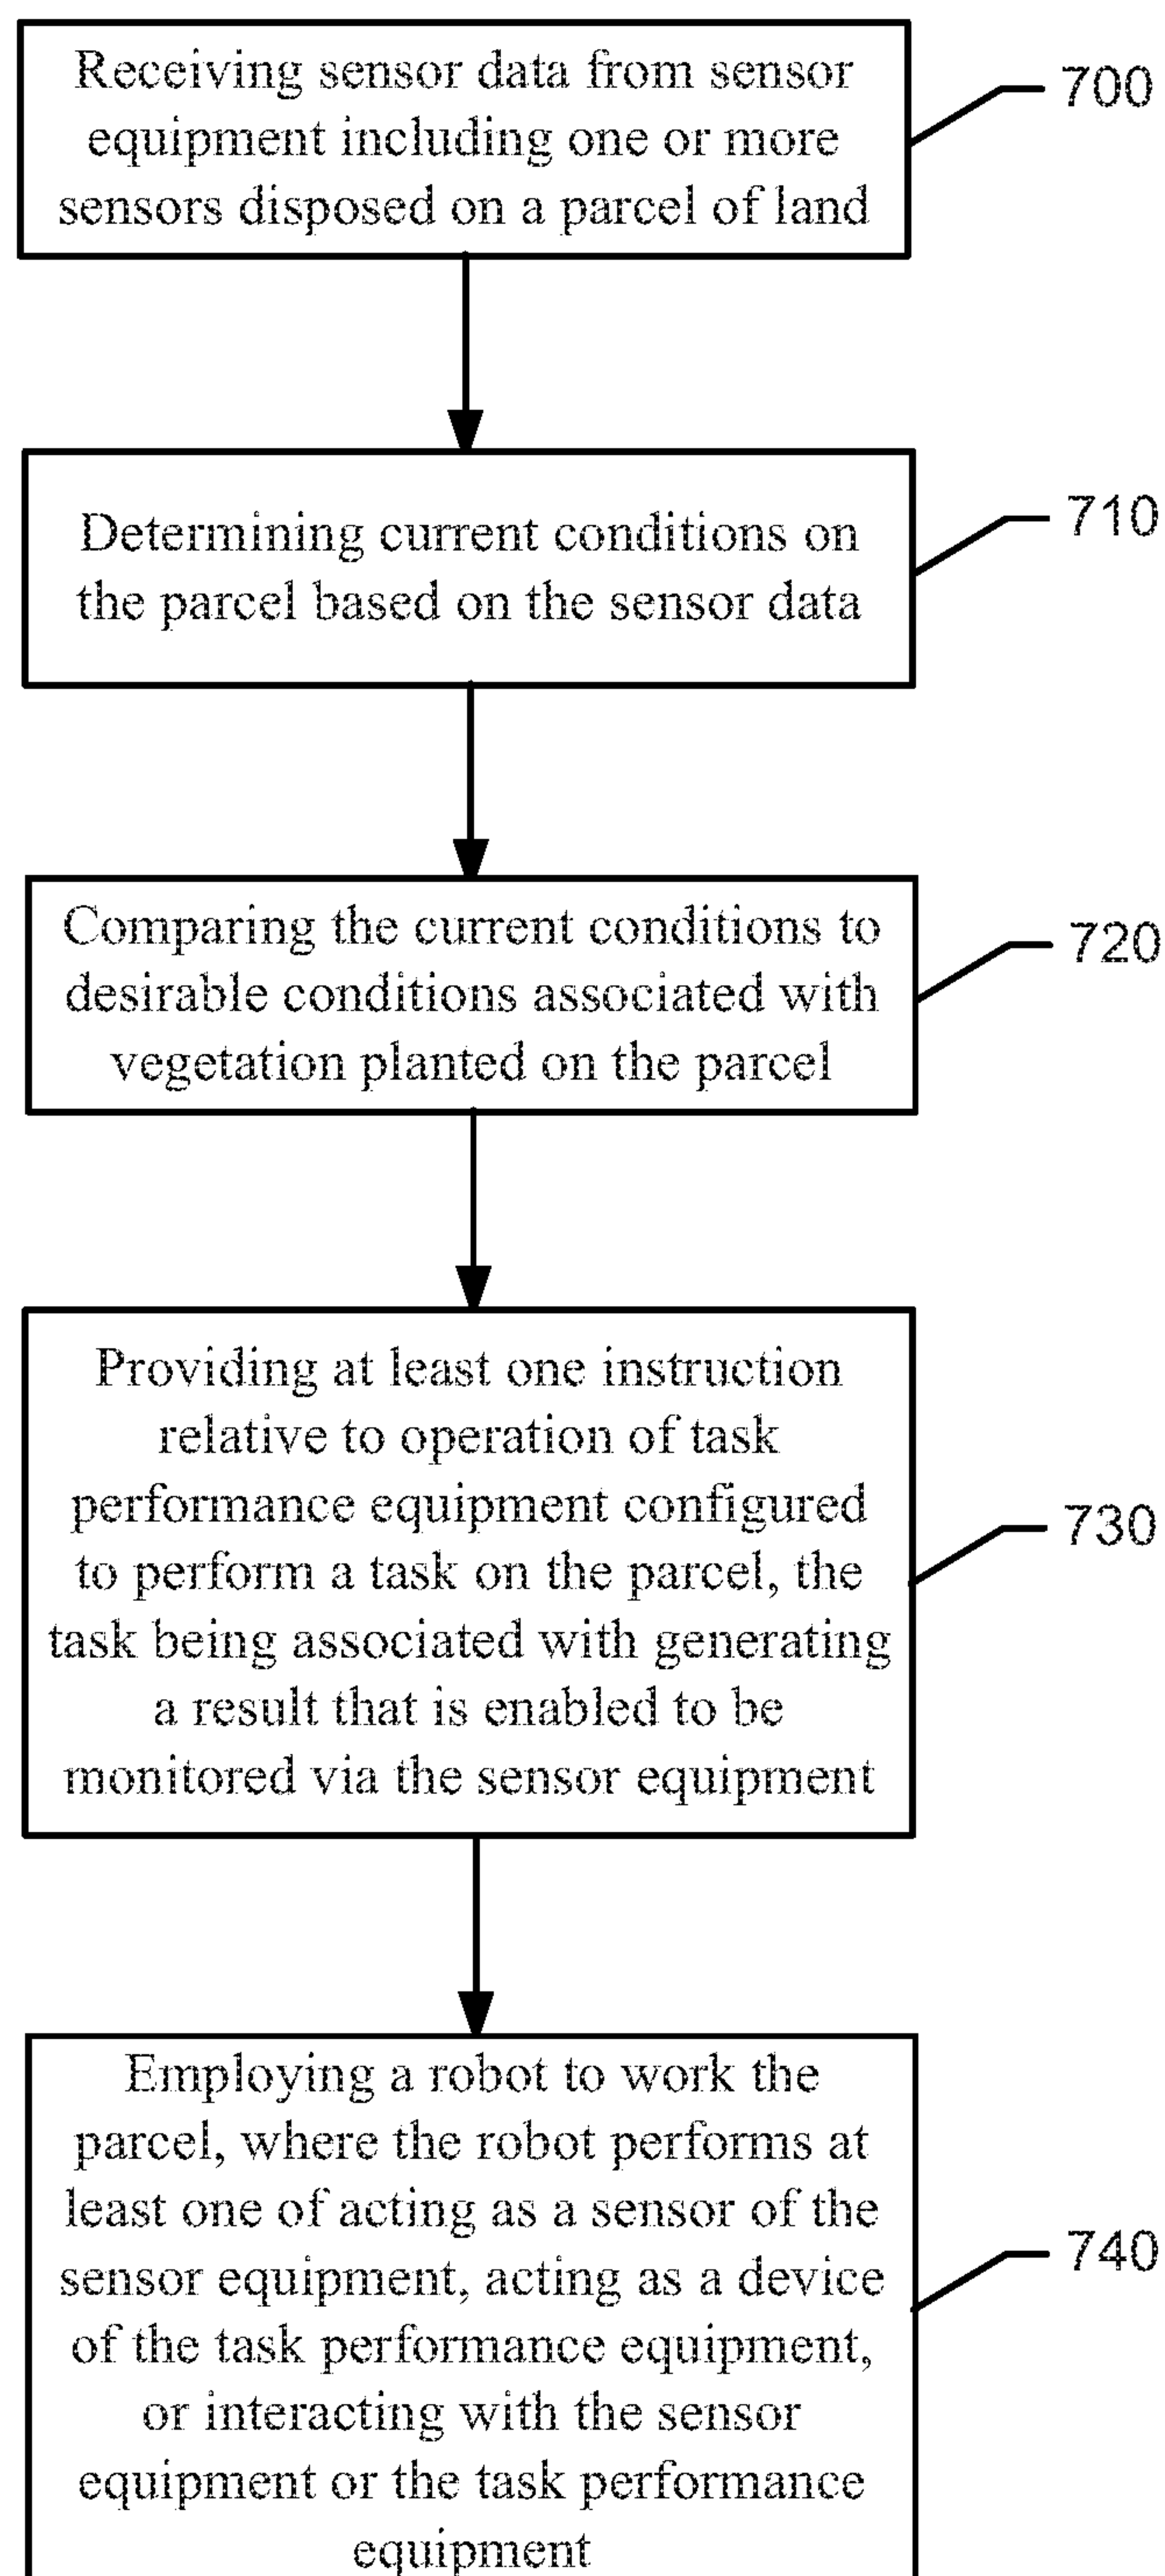 Receiving sensor data from sensor
equipment including one or more
sensors disposed on a parcel of land
700
Determining current conditions on
the parcel based on the sensor data
710
Comparing the current conditions to
desirable conditions associated with
vegetation planted on the parcel
720
Providing at least one instruction
relative to operation of task
performance equipment configured
to perform a task on the parcel, the
task being associated with generating
a result that is enabled to be
monitored via the sensor equipment
730
Employing a robot to work the
parcel, where the robot performs at
least one of acting as a sensor of the
sensor equipment, acting as a device
of the task performance equipment,
or interacting with the sensor
equipment or the task performance
equipment
740